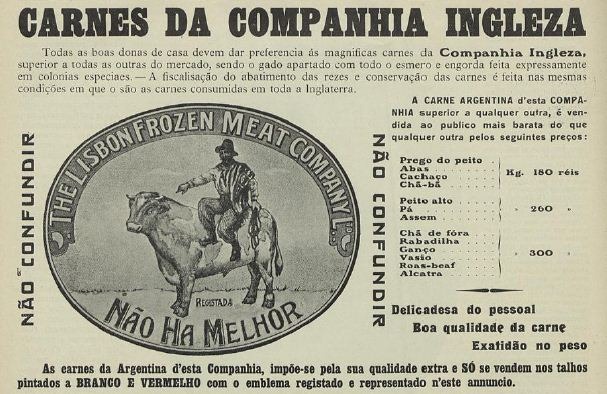 CARNES DA COMPANHIA INGLEZA
Todas as boas donas de casa devem dar preferencia ás magnificas carnes da Companhia Ingleza,
superior a todas as outras do mercado, sendo o gado apartado com todo o esmero e engorda feita expressamente
em colonias especiaes. — A fiscalisação do abatimento das rezes e conservação das carnes é feita nas mesmas
condições em que o são as carnes consumidas em toda a Inglaterra.
NÃO CONFUNDIR
THE LISBON FROZEN MEAT COMPANY Ld.
REGISTADA
NÃO HA MELHOR
NÃO CONFUNDIR
A CARNE ARGENTINA d'esta COMPA-
NHIA superior a qualquer outra, é ven-
dida ao publico mais barata do que
qualquer outra pelos seguintes preços:
Prego do peito
Abas
Cachaço
Chã-bã
Kg. 180 réis
Peito alto
Pá
Assem
" 260 "
Chã de fóra
Rabadilha
Ganço
Vasio
Roas-beaf
Alcatra
" 300 "
Delicadesa do pessoal
Boa qualidade da carne
Exatidão no peso
As carnes da Argentina d'esta Companhia, impõe-se pela sua qualidade extra e SÓ se vendem nos talhos
pintados a BRANCO E VERMELHO com o emblema registado e representado n'este annuncio.